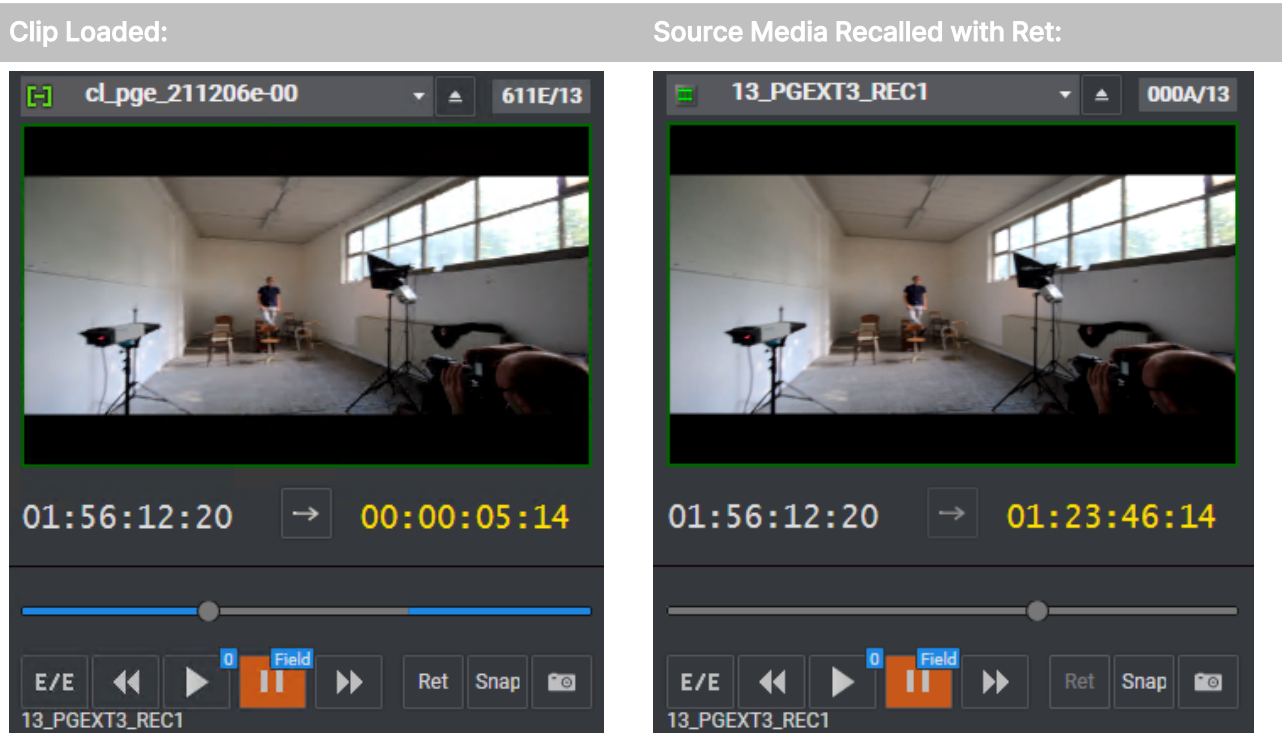 Clip Loaded:
Source Media Recalled with Ret:
cl_pge_211206e-00
611E/13
01:56:12:20
→
00:00:05:14
0
Field
E/E
Ret
Snap
13_PGEXT3_REC1
13_PGEXT3_REC1
000A/13
01:56:12:20
→
01:23:46:14
0
Field
E/E
Ret
Snap
13_PGEXT3_REC1